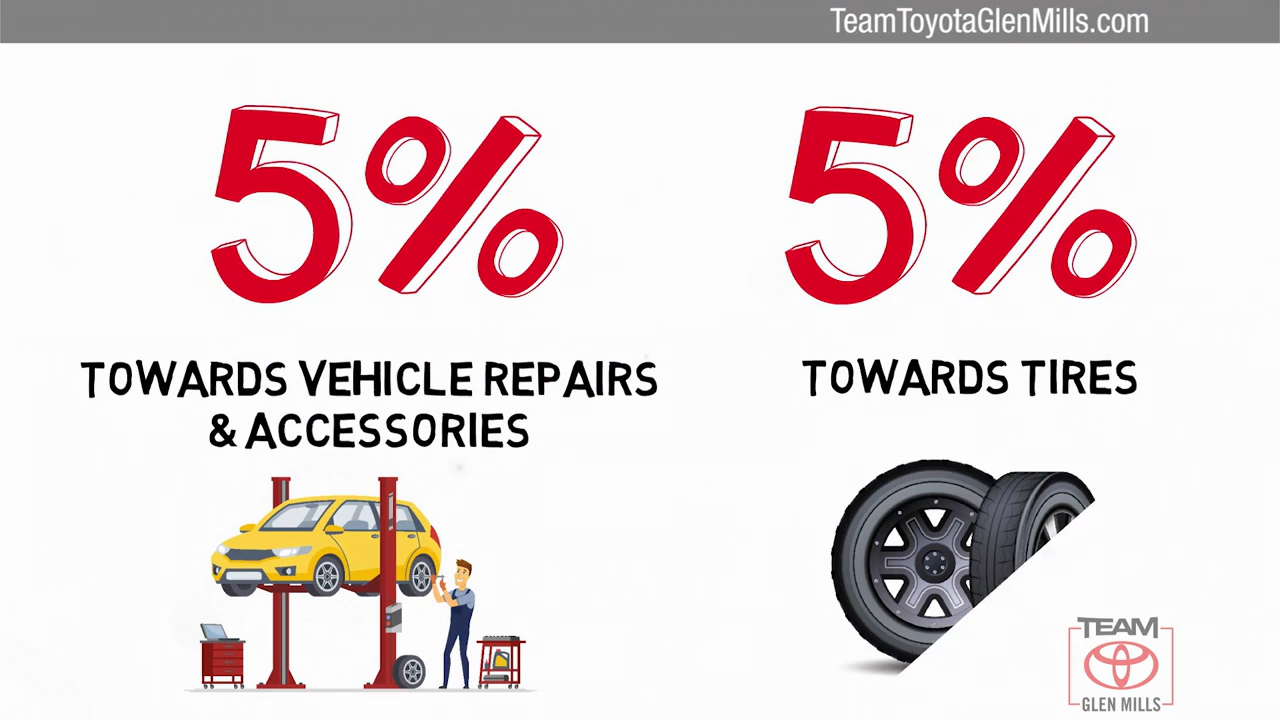 TeamToyotaGlenMills.com
5%
TOWARDS VEHICLE REPAIRS
& ACCESSORIES
5%
TOWARDS TIRES
TEAM
GLEN MILLS